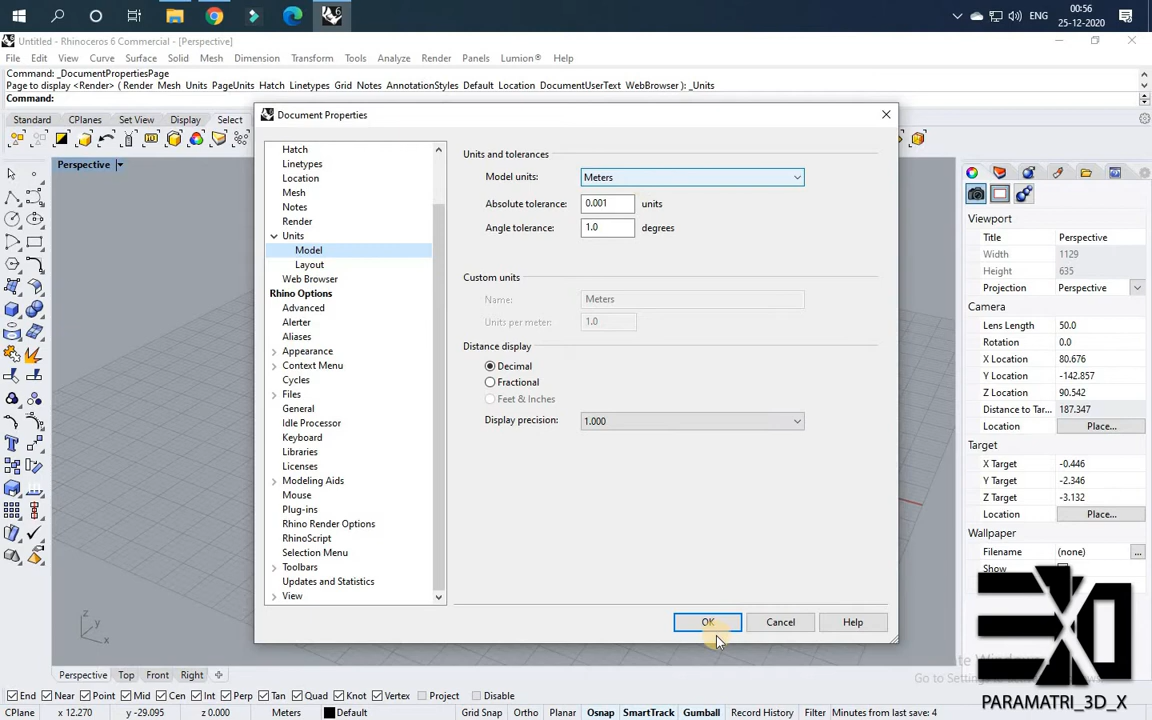 ENG
00:56
25-12-2020
Untitled - Rhinoceros 6 Commercial - [Perspective]
File Edit View Curve Surface Solid Mesh Dimension Transform Tools Analyze Render Panels Lumion® Help
Command: _DocumentPropertiesPage
Page to display <Render> ( Render Mesh Units PageUnits Hatch Linetypes Grid Notes AnnotationStyles Default Location DocumentUserText WebBrowser ): _Units
Command:
Standard CPlanes Set View Display Select
Perspective
Document Properties
Hatch
Linetypes
Location
Mesh
Notes
Render
Units
Model
Layout
Web Browser
Rhino Options
Advanced
Alerter
Aliases
Appearance
Context Menu
Cycles
Files
General
Idle Processor
Keyboard
Libraries
Licenses
Modeling Aids
Mouse
Plug-ins
Rhino Render Options
RhinoScript
Selection Menu
Toolbars
Updates and Statistics
View
Units and tolerances
Model units: Meters
Absolute tolerance: 0.001 units
Angle tolerance: 1.0 degrees
Custom units
Name: Meters
Units per meter: 1.0
Distance display
Decimal
Fractional
Feet & Inches
Display precision: 1.000
OK Cancel Help
Viewport
Title Perspective
Width 1129
Height 635
Projection Perspective
Camera
Lens Length 50.0
Rotation 0.0
X Location 80.676
Y Location -142.857
Z Location 90.542
Distance to Tar... 187.347
Location Place...
Target
X Target -0.446
Y Target -2.346
Z Target -3.132
Location Place...
Wallpaper
Filename (none) ...
Show
z
y
x
PARAMATRI_3D_X
Perspective Top Front Right
End Near Point Mid Cen Int Perp Tan Quad Knot Vertex Project Disable
CPlane x 12.270 y -29.095 z 0.000 Meters Default Grid Snap Ortho Planar Osnap SmartTrack Gumball Record History Filter Minutes from last save: 4